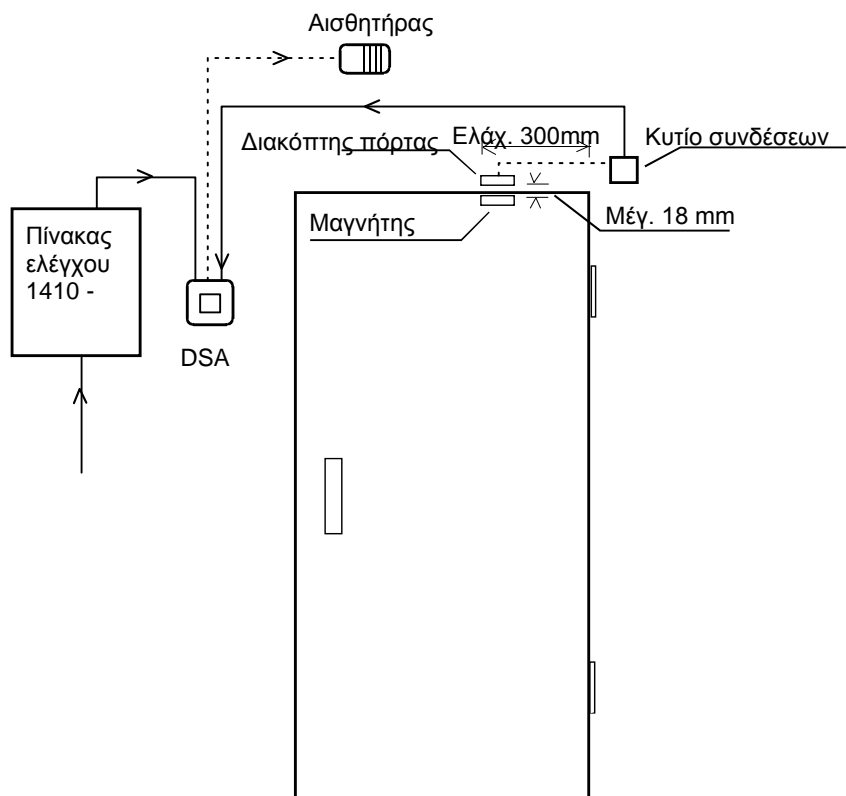 Αισθητήρας
Διακόπτης πόρτας
Ελάχ. 300mm
Κυτίο συνδέσεων
Μαγνήτης
Μέγ. 18 mm
Πίνακας
ελέγχου
1410 -
DSA